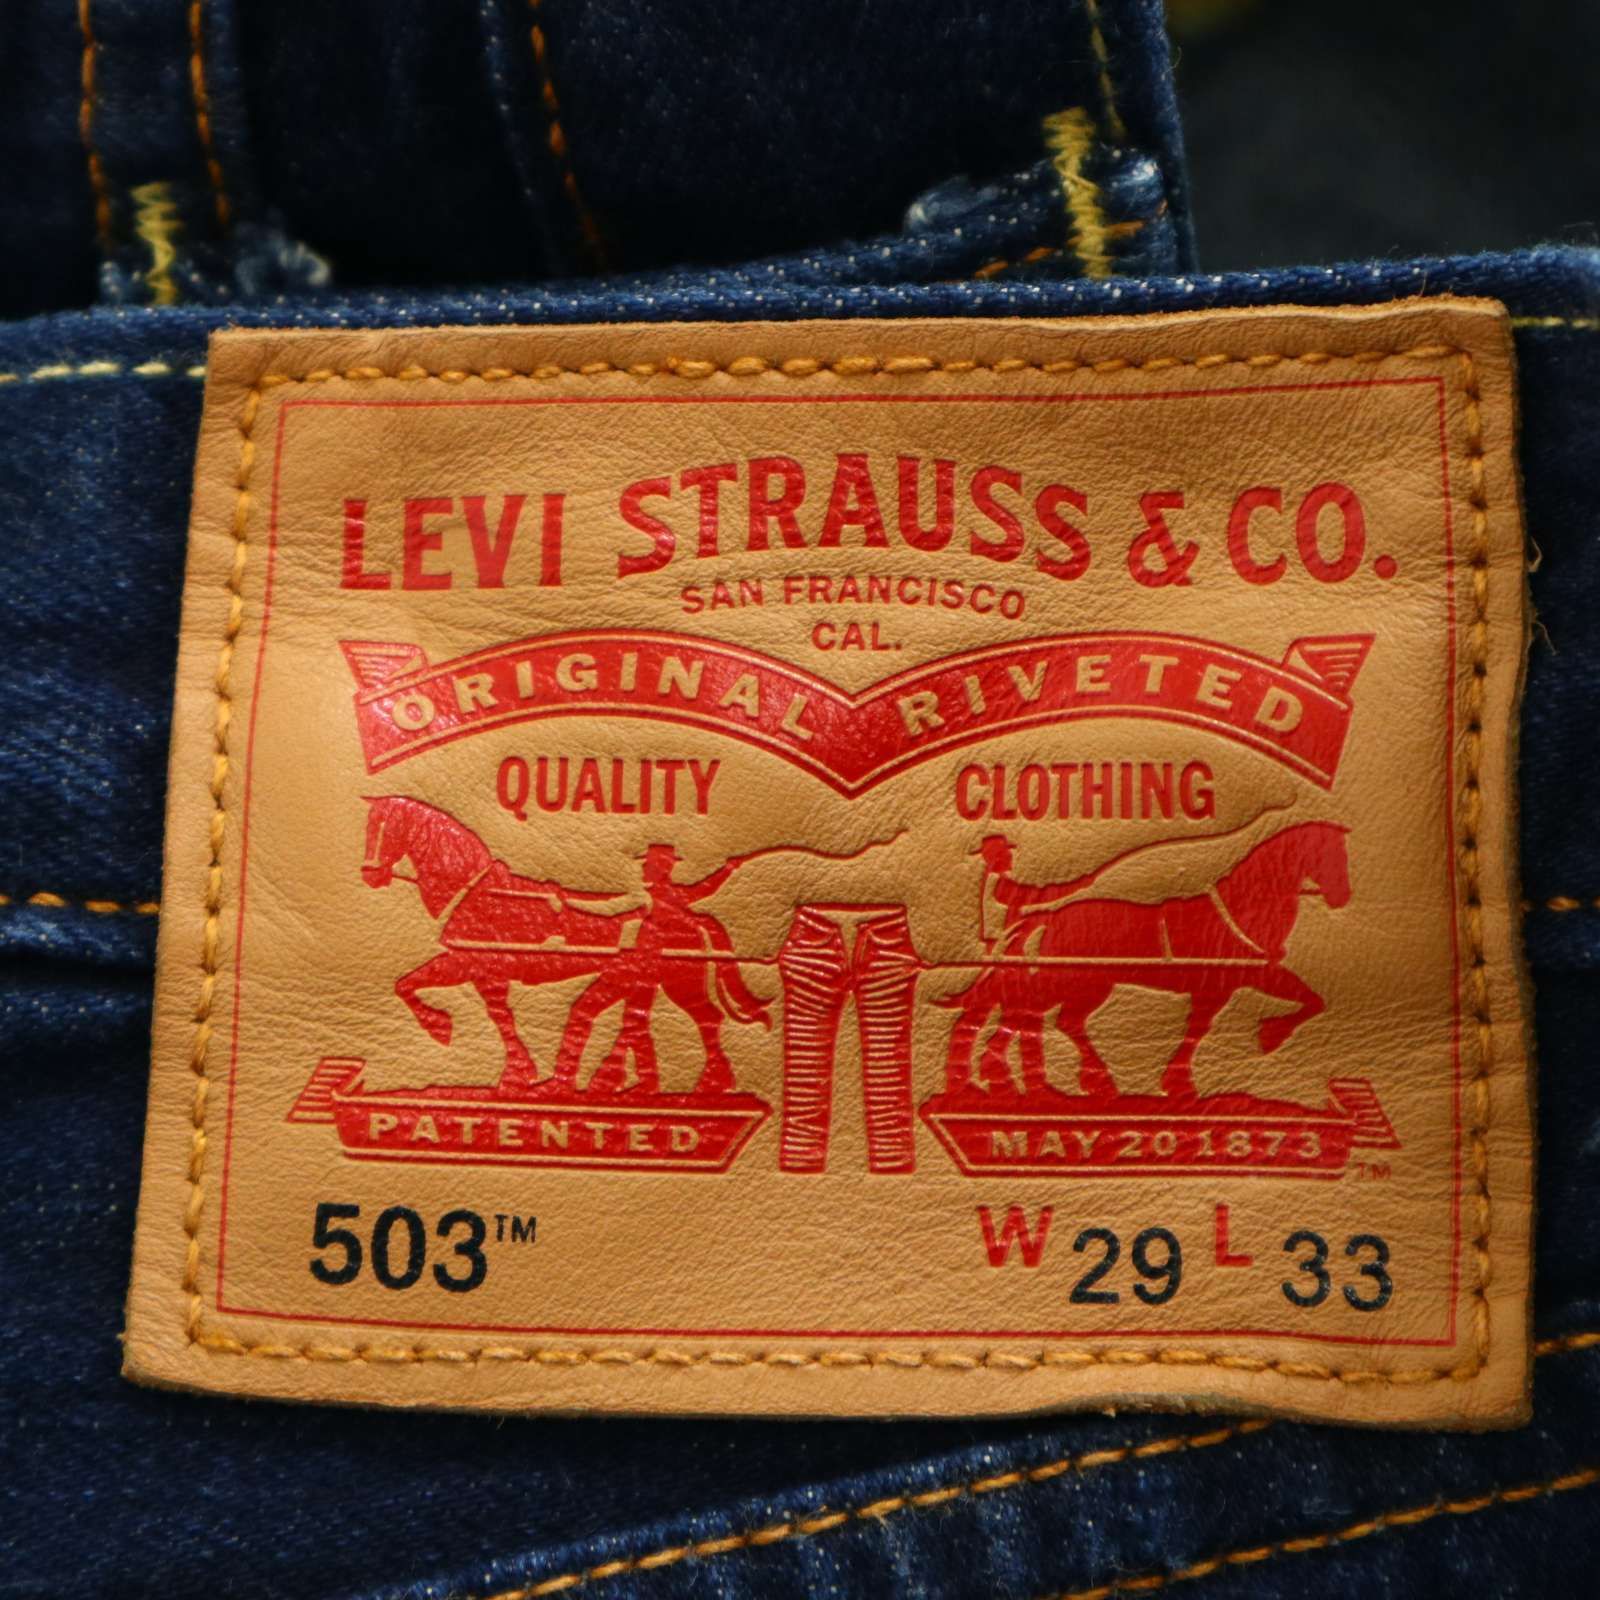 LEVI STRAUSS & CO.
SAN FRANCISCO
CAL.
ORIGINAL RIVETED
QUALITY CLOTHING
PATENTED MAY 20 1873 TM
503™ W 29 L 33